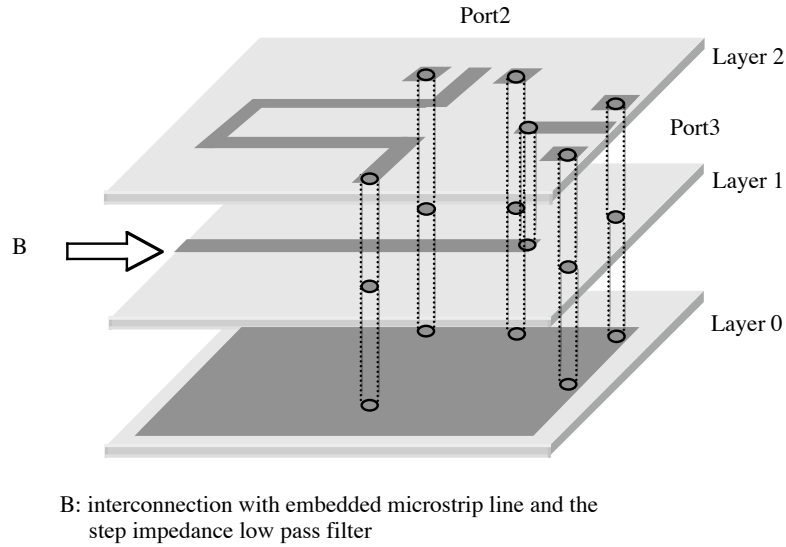 Port2
Layer 2
Port3
Layer 1
B
Layer 0
B: interconnection with embedded microstrip line and the
step impedance low pass filter